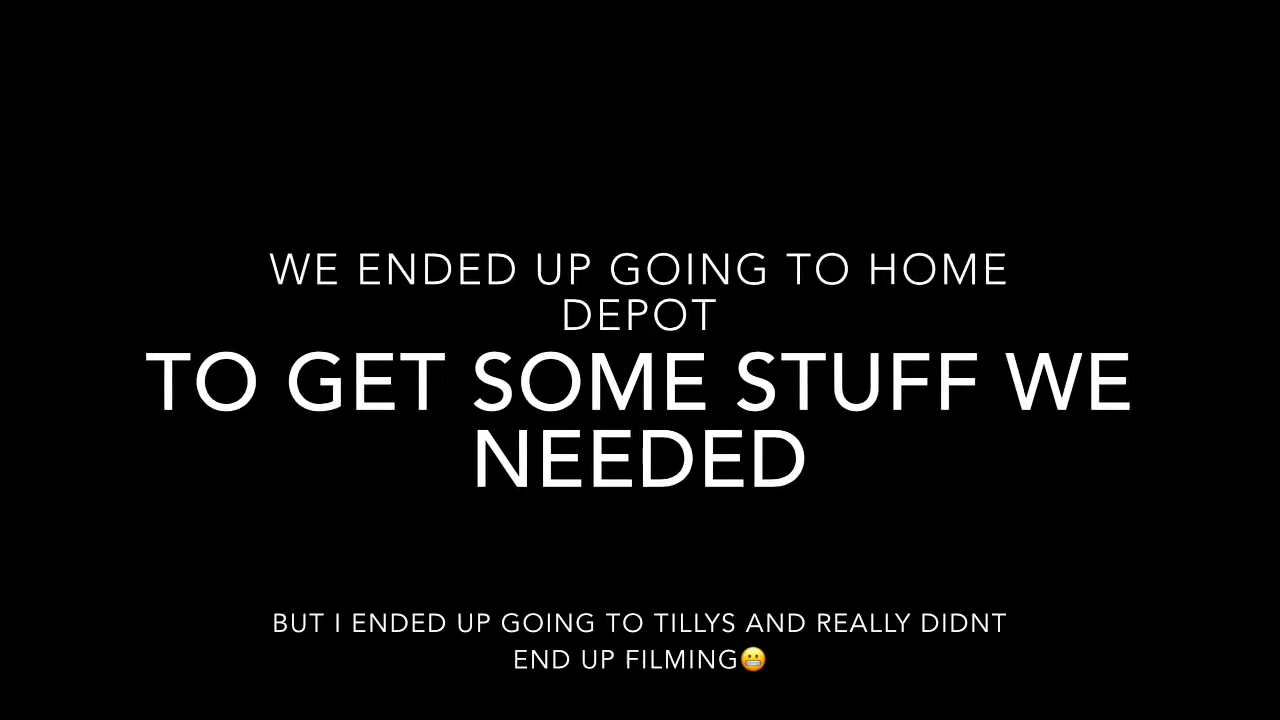 WE ENDED UP GOING TO HOME
DEPOT
TO GET SOME STUFF WE
NEEDED
BUT I ENDED UP GOING TO TILLYS AND REALLY DIDNT
END UP FILMING😬